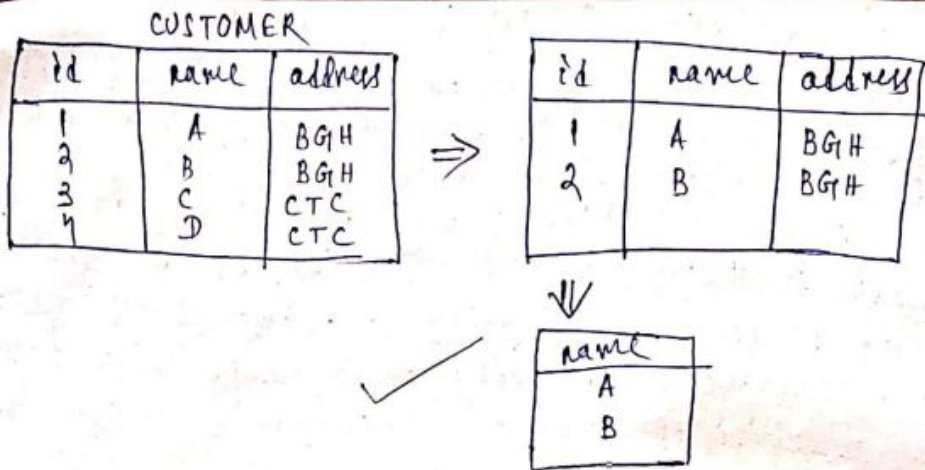 CUSTOMER
id name address
1 A BGH
2 B BGH
3 C CTC
4 D CTC
⇒
id name address
1 A BGH
2 B BGH
⇓
name
A
B